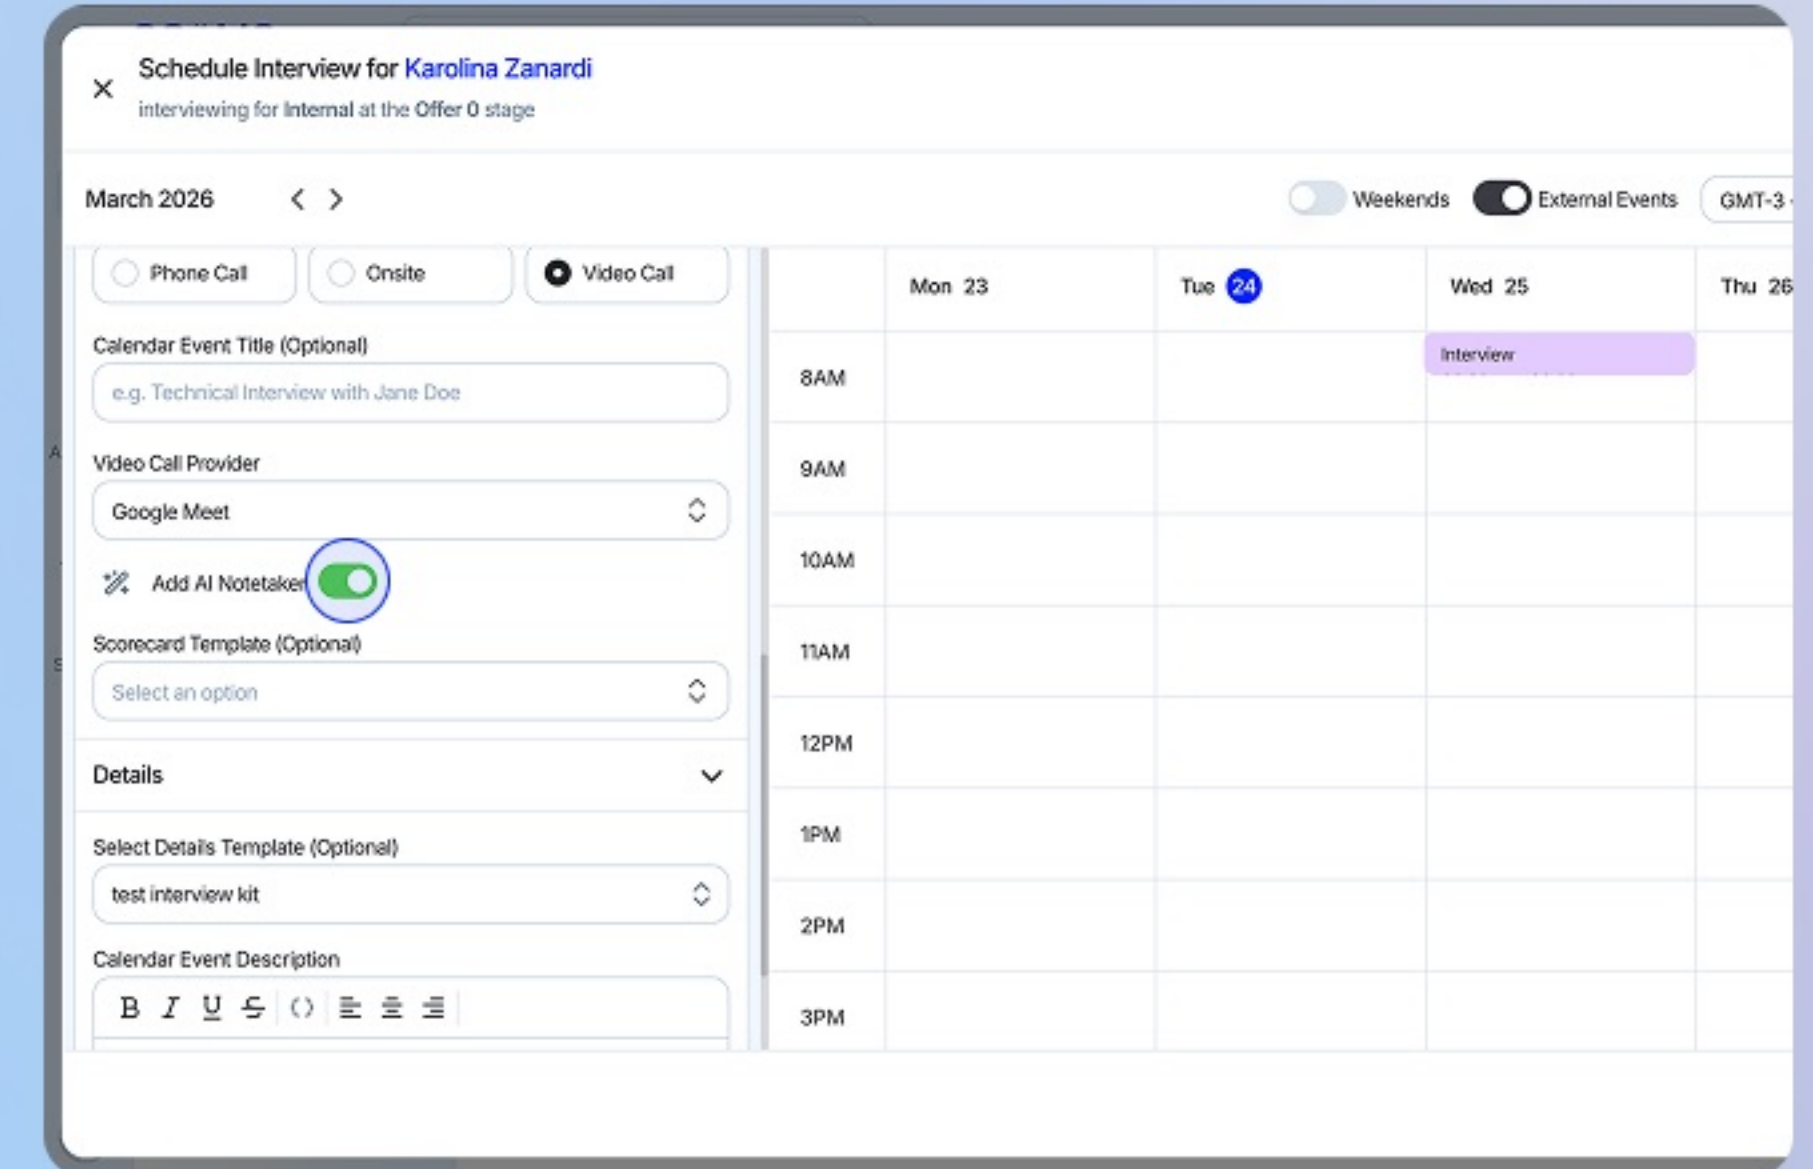 Schedule Interview for Karolina Zanardi
interviewing for Internal at the Offer 0 stage
March 2026
Weekends
External Events
GMT-3
Phone Call
Onsite
Video Call
Calendar Event Title (Optional)
e.g. Technical Interview with Jane Doe
Video Call Provider
Google Meet
Add AI Notetaker
Scorecard Template (Optional)
Select an option
Details
Select Details Template (Optional)
test interview kit
Calendar Event Description
B I U S
Mon 23
Tue 24
Wed 25
Thu 26
Interview
8AM
9AM
10AM
11AM
12PM
1PM
2PM
3PM